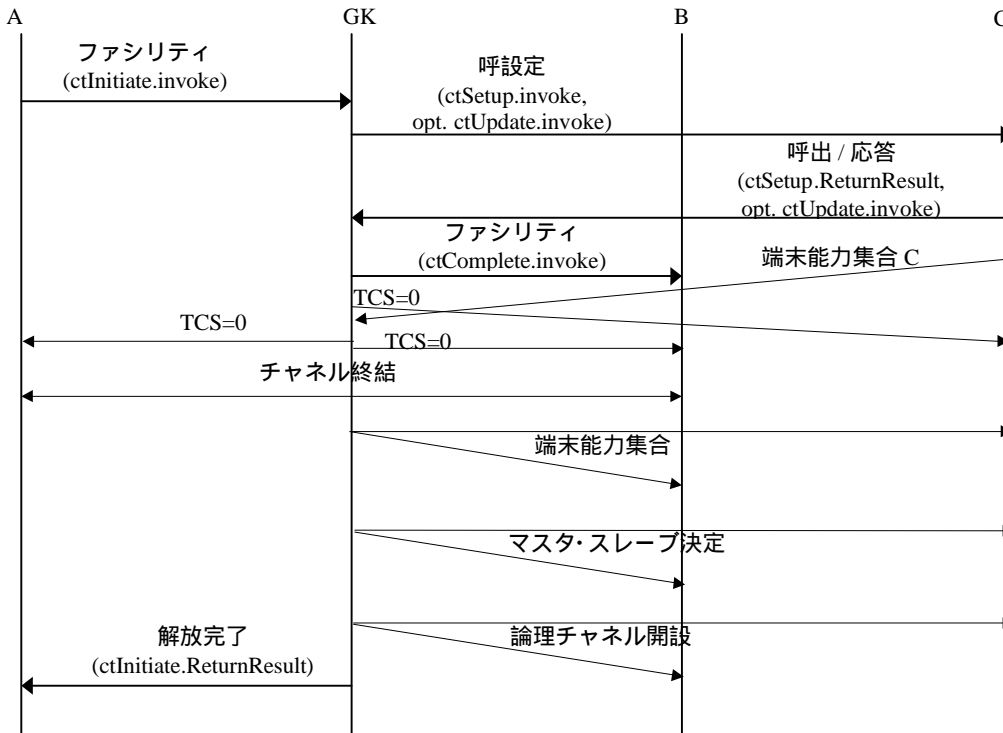 A
GK
B
C
ファシリティ
(ctInitiate.invoke)
呼設定
(ctSetup.invoke,
opt. ctUpdate.invoke)
呼出 / 応答
(ctSetup.ReturnResult,
opt. ctUpdate.invoke)
ファシリティ
(ctComplete.invoke)
端末能力集合 C
TCS=0
TCS=0
TCS=0
チャネル終結
端末能力集合
マスタ・スレーブ決定
論理チャネル開設
解放完了
(ctInitiate.ReturnResult)